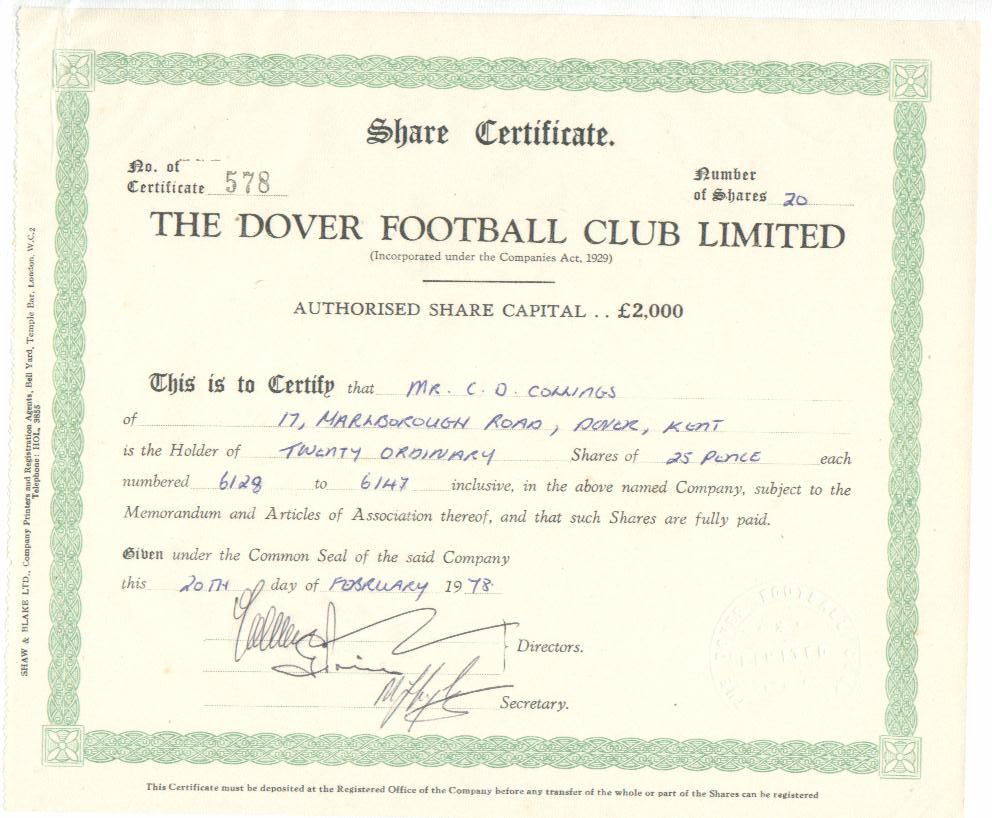 Share Certificate.
No. of
Certificate 578
Number
of Shares 20
THE DOVER FOOTBALL CLUB LIMITED
(Incorporated under the Companies Act, 1929)
AUTHORISED SHARE CAPITAL .. £2,000
This is to Certify that MR. C. D. COLLINGS
of 17, MARLBOROUGH ROAD, DOVER, KENT
is the Holder of TWENTY ORDINARY Shares of 25 PENCE each
numbered 6128 to 6147 inclusive, in the above named Company, subject to the
Memorandum and Articles of Association thereof, and that such Shares are fully paid.
Given under the Common Seal of the said Company
this 20TH day of FEBRUARY 1978.
Directors.
Secretary.
This Certificate must be deposited at the Registered Office of the Company before any transfer of the whole or part of the Shares can be registered
SHAW & BLAKE LTD., Company Printers and Registration Agents, Bell Yard, Temple Bar, London, W.C.2
Telephone: HOL. 3855